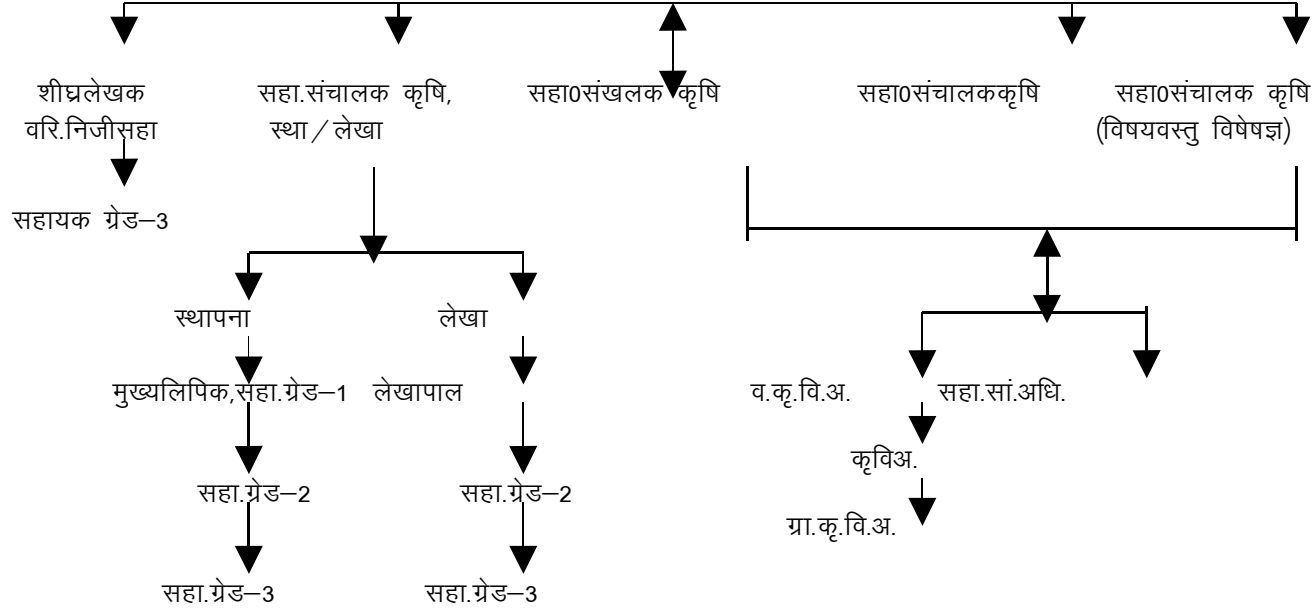 शीघ्रलेखक सहा.संचालक कृषि, सहा0संखलक कृषि सहा0संचालककृषि सहा0संचालक कृषि
वरि.निजीसहा स्था/लेखा (विषयवस्तु विषेषज्ञ)
सहायक ग्रेड–3
स्थापना लेखा
मुख्यलिपिक,सहा.ग्रेड–1 लेखापाल व.कृ.वि.अ. सहा.सां.अधि.
कृविअ.
सहा.ग्रेड–2 सहा.ग्रेड–2
ग्रा.कृ.वि.अ.
सहा.ग्रेड–3 सहा.ग्रेड–3